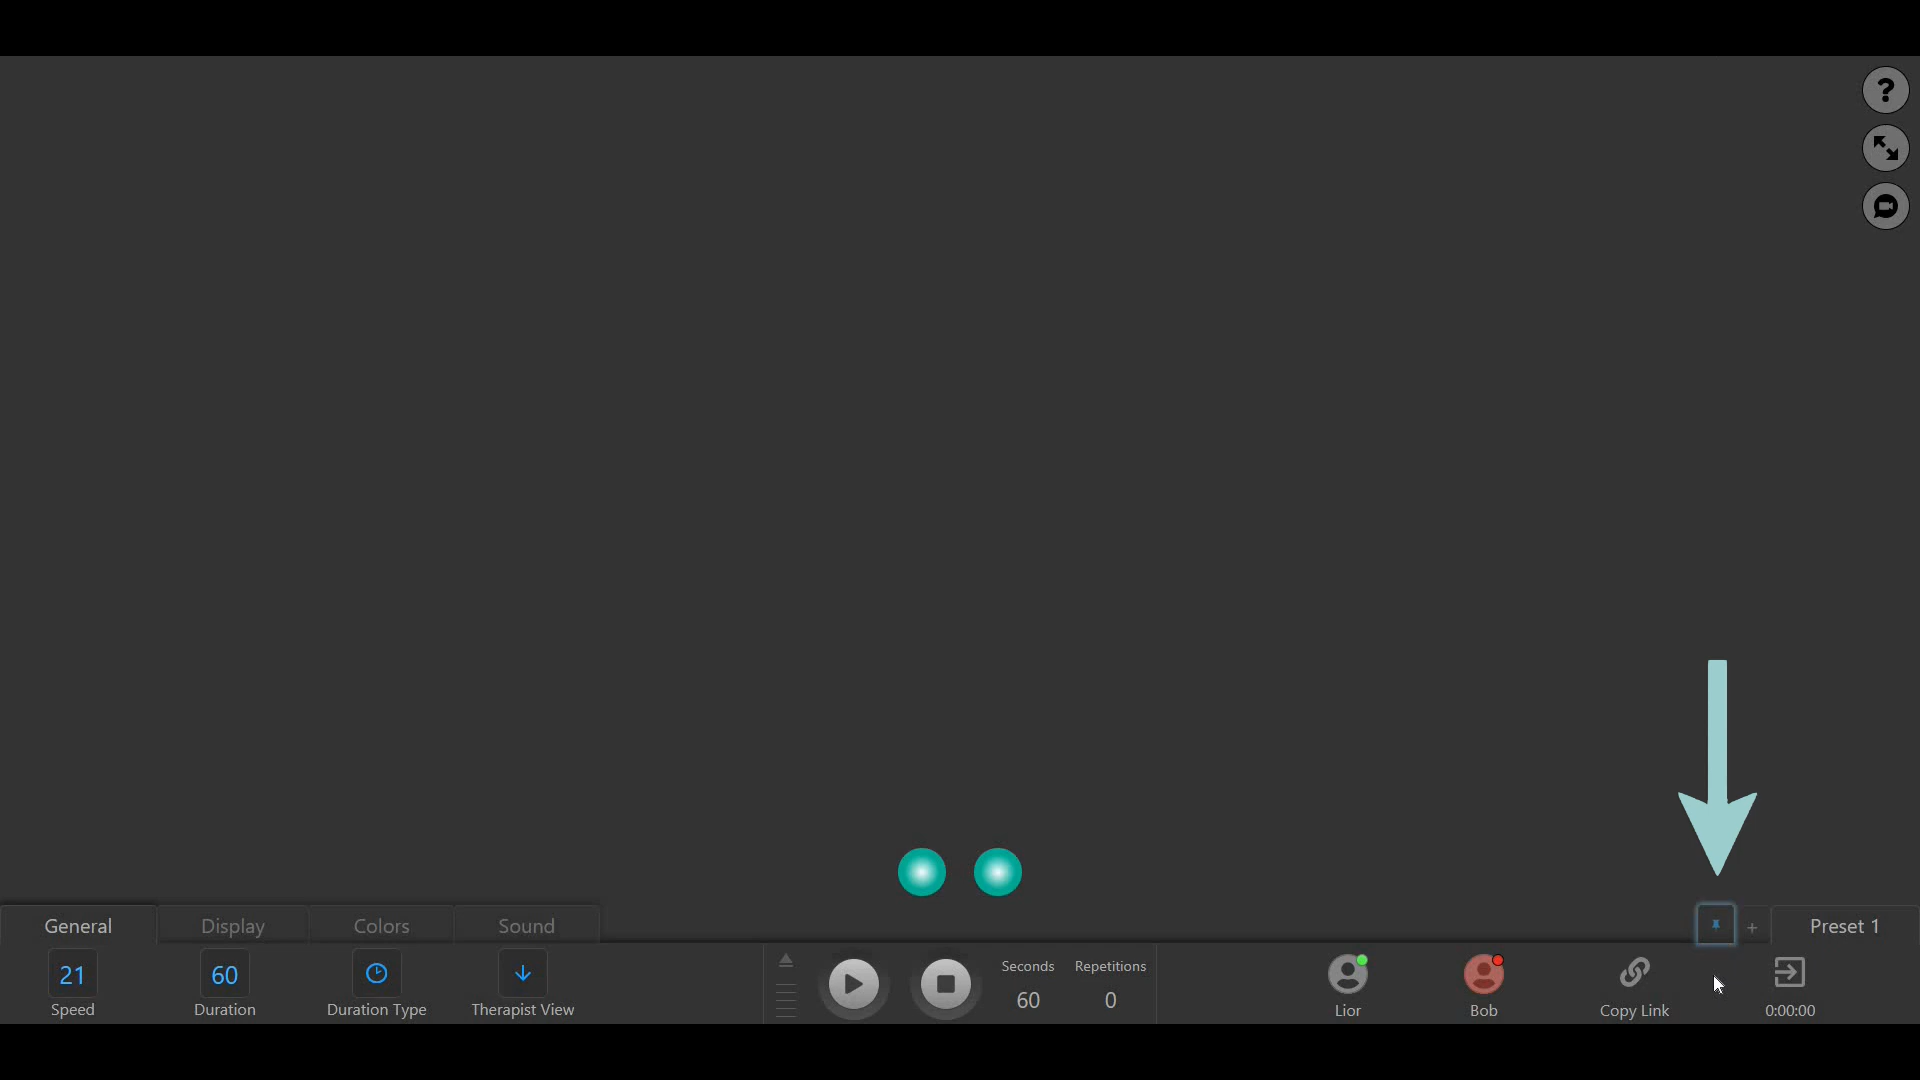 ?
General
Display
Colors
Sound
+
Preset 1
21
Speed
60
Duration
Duration Type
Therapist View
Seconds
60
Repetitions
0
Lior
Bob
Copy Link
0:00:00